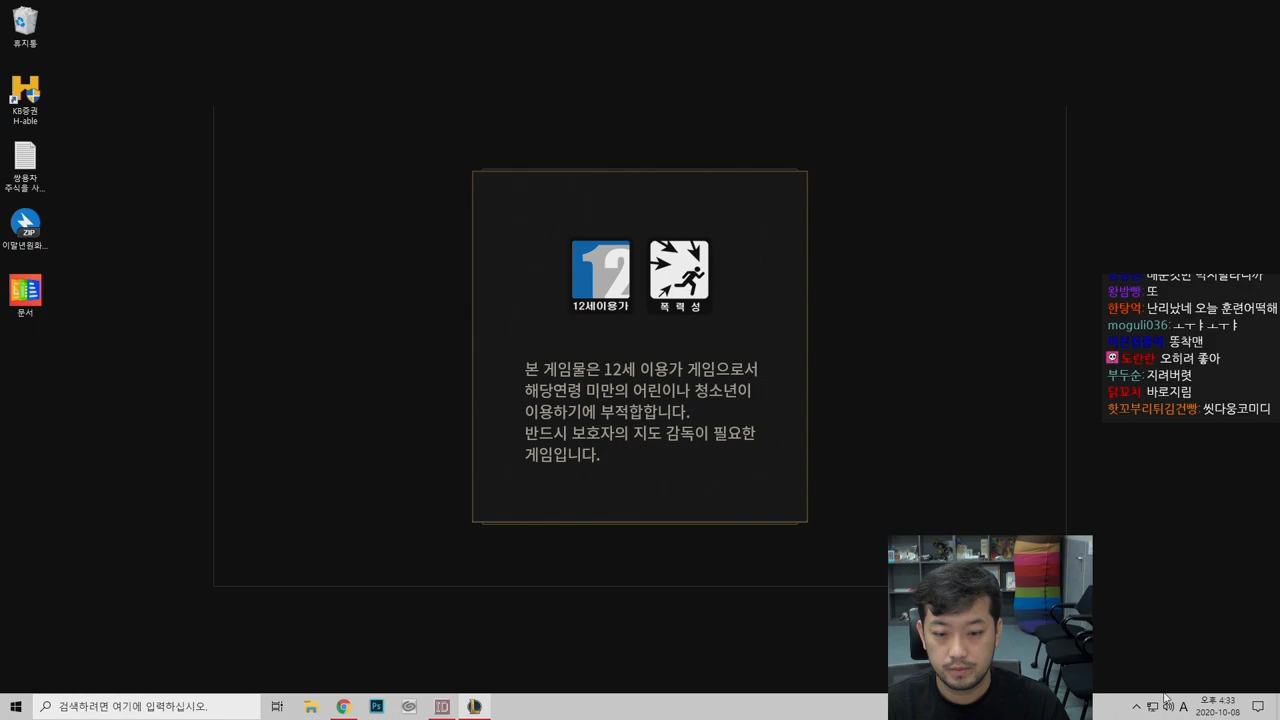 휴지통
KB증권
H-able
쌍용자
주식을 사...
ZIP
이말년원화...
문서
12세이용가
폭력성
본 게임물은 12세 이용가 게임으로서
해당연령 미만의 어린이나 청소년이
이용하기에 부적합합니다.
반드시 보호자의 지도 감독이 필요한
게임입니다.
왕밤빵: 또
한탕억: 난리났네 오늘 훈련어떡해
moguli036: ㅗㅜㅑㅗㅜㅑ
똥착맨
도란란: 오히려 좋아
부두순: 지려버렷
닭꼬치: 바로지림
핫꼬부리튀김건빵: 씻다웅코미디
검색하려면 여기에 입력하십시오.
Ps
ID
A
오후 4:33
2020-10-08